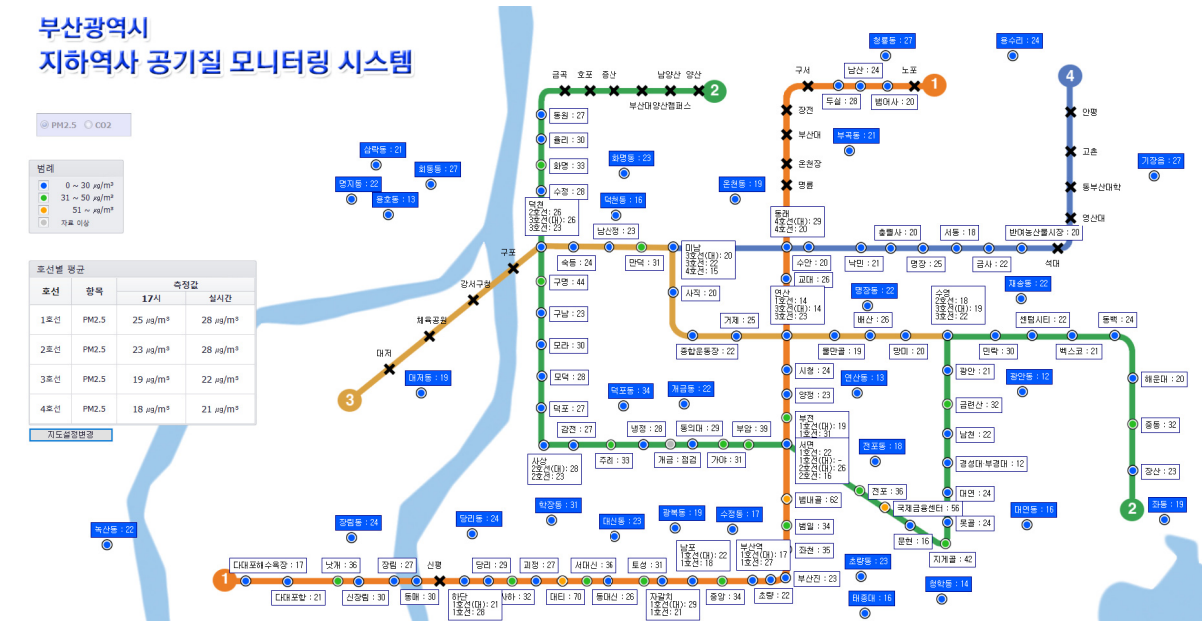 부산광역시
지하역사 공기질 모니터링 시스템
PM2.5 CO2
범례
0 ~ 30 ㎍/m³
31 ~ 50 ㎍/m³
51 ~ ㎍/m³
자료 이상
호선별 평균
호선 항목 측정값
17시 실시간
1호선 PM2.5 25 ㎍/m³ 28 ㎍/m³
2호선 PM2.5 23 ㎍/m³ 28 ㎍/m³
3호선 PM2.5 19 ㎍/m³ 22 ㎍/m³
4호선 PM2.5 18 ㎍/m³ 21 ㎍/m³
지도설정변경
청룡동 : 27
용수리 : 24
삼락동 : 21
회동동 : 27
명지동 : 22
용호동 : 13
화명동 : 23
덕천동 : 16
온천동 : 19
부곡동 : 21
기장읍 : 27
명장동 : 22
재송동 : 22
대저동 : 19
덕포동 : 34
개금동 : 22
연산동 : 13
광안동 : 12
전포동 : 18
학장동 : 31
녹산동 : 22
장림동 : 24
당리동 : 24
대신동 : 23
광복동 : 19
수정동 : 17
대연동 : 16
좌동 : 19
초량동 : 23
태종대 : 16
청학동 : 14
금곡 호포 증산 남양산 양산
부산대양산캠퍼스
2
동원 : 27
율리 : 30
화명 : 33
수정 : 28
덕천
2호선: 26
3호선(대): 26
3호선: 23
구명 : 44
구남 : 23
모라 : 30
모덕 : 28
덕포 : 27
사상
2호선(대): 28
2호선: 23
감전 : 27
주례 : 33
냉정 : 28
개금 : 점검
동의대 : 29
가야 : 31
부암 : 39
서면
1호선: 22
1호선(대): -
2호선(대): 26
2호선: 16
전포 : 36
국제금융센터 : 56
문현 : 16
지게골 : 42
못골 : 24
대연 : 24
경성대·부경대 : 12
남천 : 22
금련산 : 32
광안 : 21
수영
2호선: 18
3호선(대): 19
3호선: 22
민락 : 30
센텀시티 : 22
벡스코 : 21
동백 : 24
해운대 : 20
중동 : 32
장산 : 23
2
구서
남산 : 24
노포
1
두실 : 28
범어사 : 20
장전
부산대
온천장
명륜
동래
4호선(대): 29
4호선: 20
교대 : 26
연산
1호선: 14
3호선(대): 14
3호선: 23
시청 : 24
양정 : 23
부전
1호선(대): 19
1호선: 31
범내골 : 62
범일 : 34
좌천 : 35
부산진 : 23
초량 : 22
부산역
1호선(대): 17
1호선: 27
중앙 : 34
남포
1호선(대): 22
1호선: 18
자갈치
1호선(대): 29
1호선: 21
토성 : 31
동대신 : 26
서대신 : 36
대티 : 70
괴정 : 27
사하 : 32
당리 : 29
하단
1호선(대): 21
1호선: 28
신평
동매 : 30
장림 : 27
신장림 : 30
낫개 : 36
다대포항 : 21
다대포해수욕장 : 17
1
3
대저
체육공원
강서구청
구포
숙등 : 24
남산정 : 23
만덕 : 31
미남
3호선(대): 20
3호선: 22
4호선: 15
사직 : 20
종합운동장 : 22
거제 : 25
물만골 : 19
배산 : 26
망미 : 20
수안 : 20
낙민 : 21
충렬사 : 20
명장 : 25
서동 : 18
금사 : 22
반여농산물시장 : 20
석대
영산대
동부산대학
고촌
안평
4